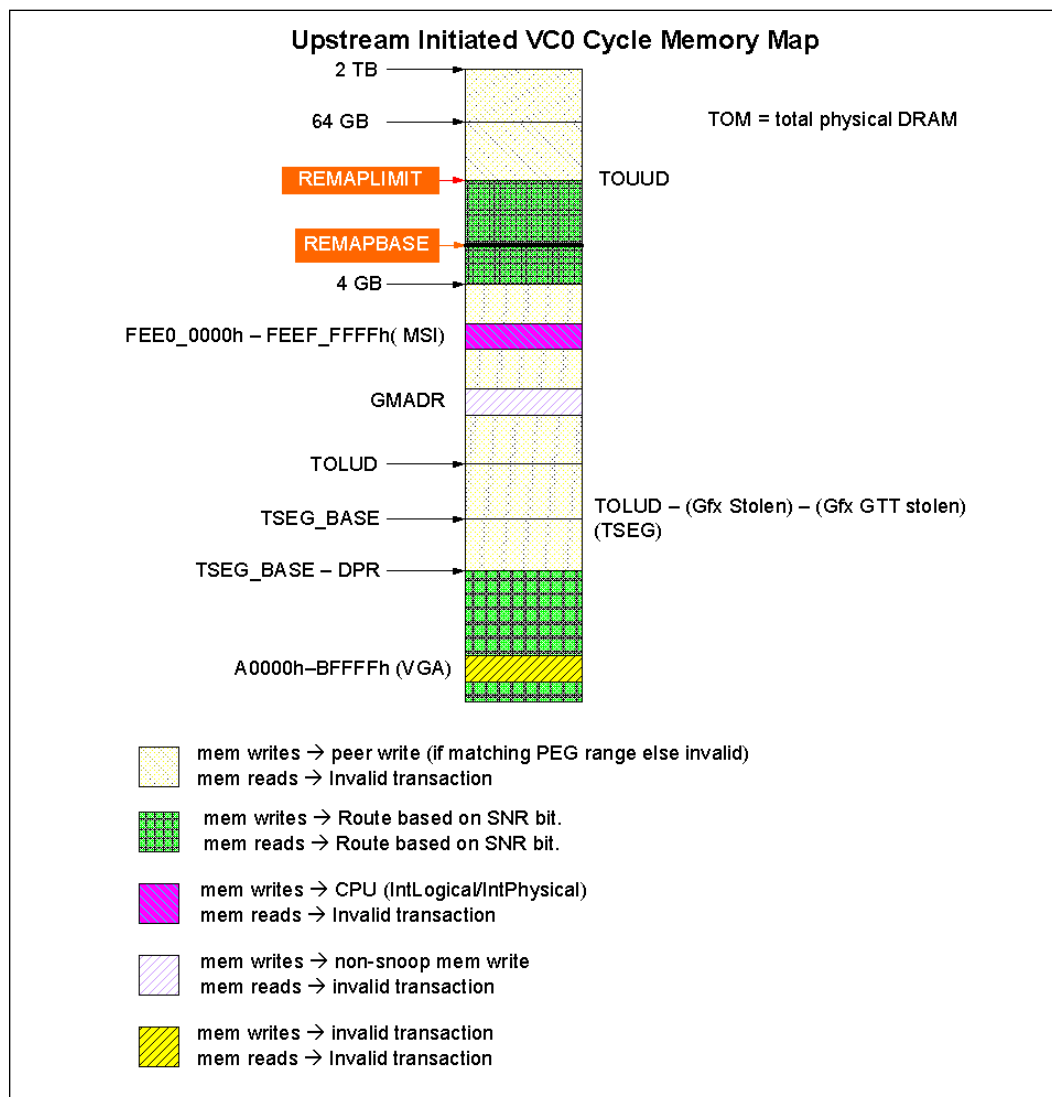 Upstream Initiated VC0 Cycle Memory Map
2 TB
64 GB
TOM = total physical DRAM
REMAPLIMIT
TOUUD
REMAPBASE
4 GB
FEE0_0000h – FEEF_FFFFh( MSI)
GMADR
TOLUD
TSEG_BASE
TOLUD – (Gfx Stolen) – (Gfx GTT stolen)
(TSEG)
TSEG_BASE – DPR
A0000h–BFFFFh (VGA)
mem writes → peer write (if matching PEG range else invalid)
mem reads → Invalid transaction
mem writes → Route based on SNR bit.
mem reads → Route based on SNR bit.
mem writes → CPU (IntLogical/IntPhysical)
mem reads → Invalid transaction
mem writes → non-snoop mem write
mem reads → invalid transaction
mem writes → invalid transaction
mem reads → Invalid transaction